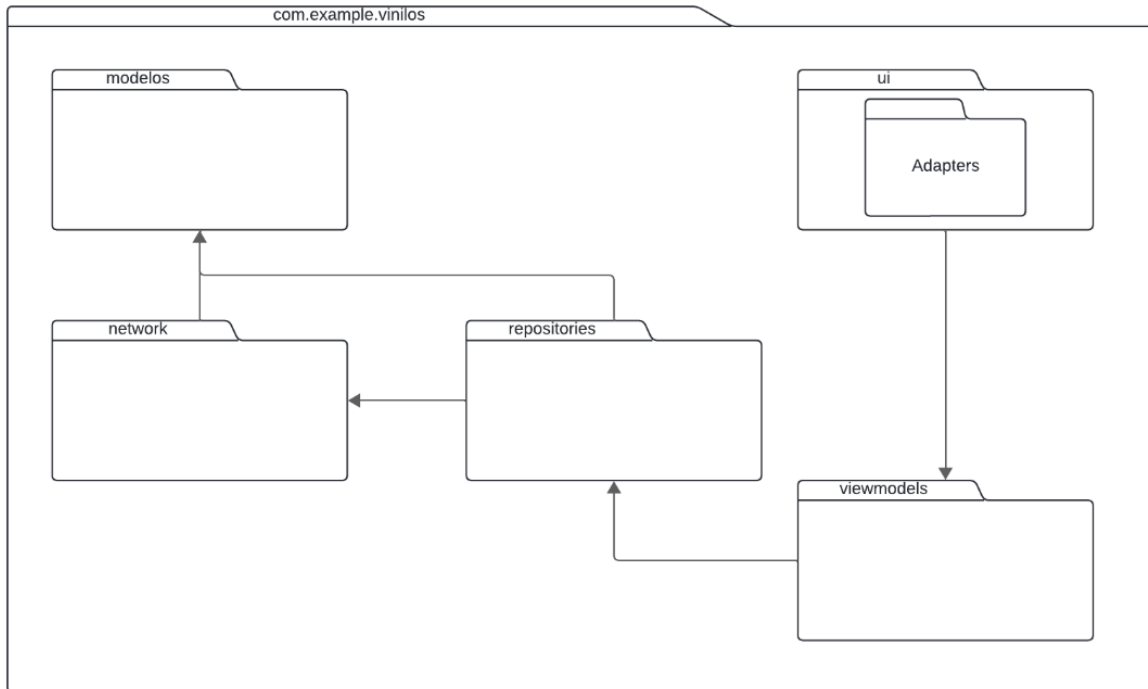 com.example.vinilos
modelos
ui
Adapters
network
repositories
viewmodels